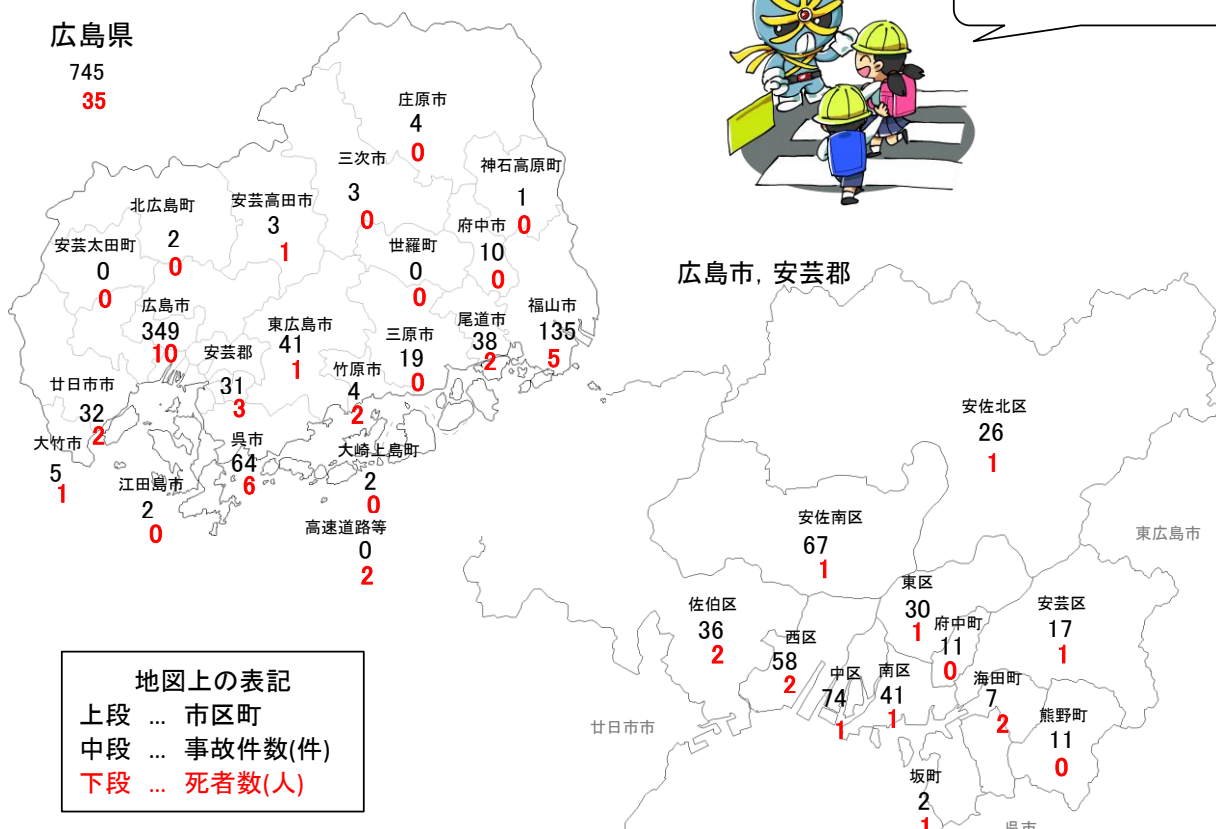 広島県
745
35
庄原市
4
0
三次市
3
0
神石高原町
1
0
北広島町
2
0
安芸高田市
3
1
安芸太田町
0
0
世羅町
0
0
府中市
10
0
広島市
349
10
安芸郡
31
3
東広島市
41
1
三原市
19
0
尾道市
38
2
福山市
135
5
竹原市
4
2
廿日市市
32
2
大竹市
5
1
江田島市
2
0
呉市
64
6
大崎上島町
2
0
高速道路等
0
2
地図上の表記
上段 … 市区町
中段 … 事故件数(件)
下段 … 死者数(人)
広島市, 安芸郡
安佐北区
26
1
安佐南区
67
1
東広島市
東区
30
1
府中町
11
0
安芸区
17
1
佐伯区
36
2
西区
58
2
中区
74
1
南区
41
1
海田町
7
2
熊野町
11
0
廿日市市
坂町
2
1
呉市